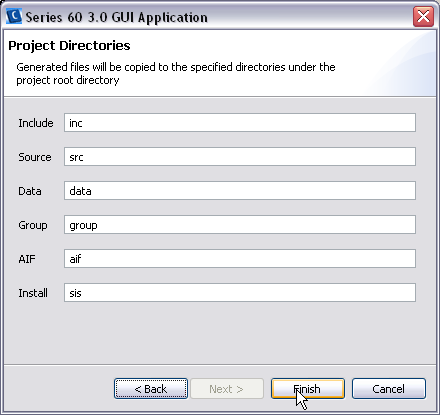 Series 60 3.0 GUI Application
Project Directories
Generated files will be copied to the specified directories under the
project root directory
Include inc
Source src
Data data
Group group
AIF aif
Install sis
< Back Next > Finish Cancel